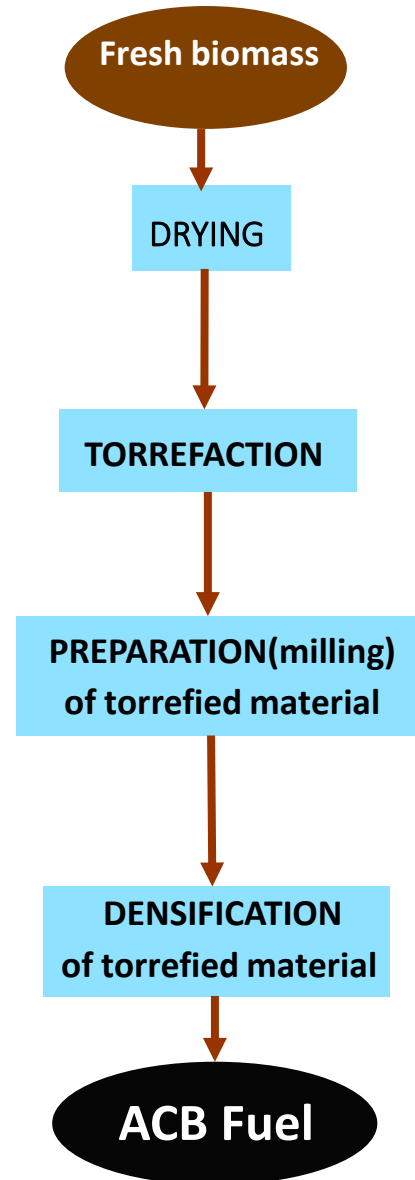 Fresh biomass
DRYING
TORREFACTION
PREPARATION(milling)
of torrefied material
DENSIFICATION
of torrefied material
ACB Fuel